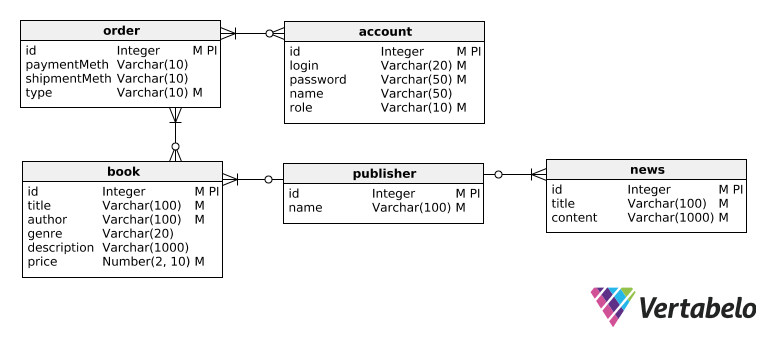 order
id Integer M PI
paymentMeth Varchar(10)
shipmentMeth Varchar(10)
type Varchar(10) M
account
id Integer M PI
login Varchar(20) M
password Varchar(50) M
name Varchar(50)
role Varchar(10) M
book
id Integer M PI
title Varchar(100) M
author Varchar(100) M
genre Varchar(20)
description Varchar(1000)
price Number(2, 10) M
publisher
id Integer M PI
name Varchar(100) M
news
id Integer M PI
title Varchar(100) M
content Varchar(1000) M
Vertabelo